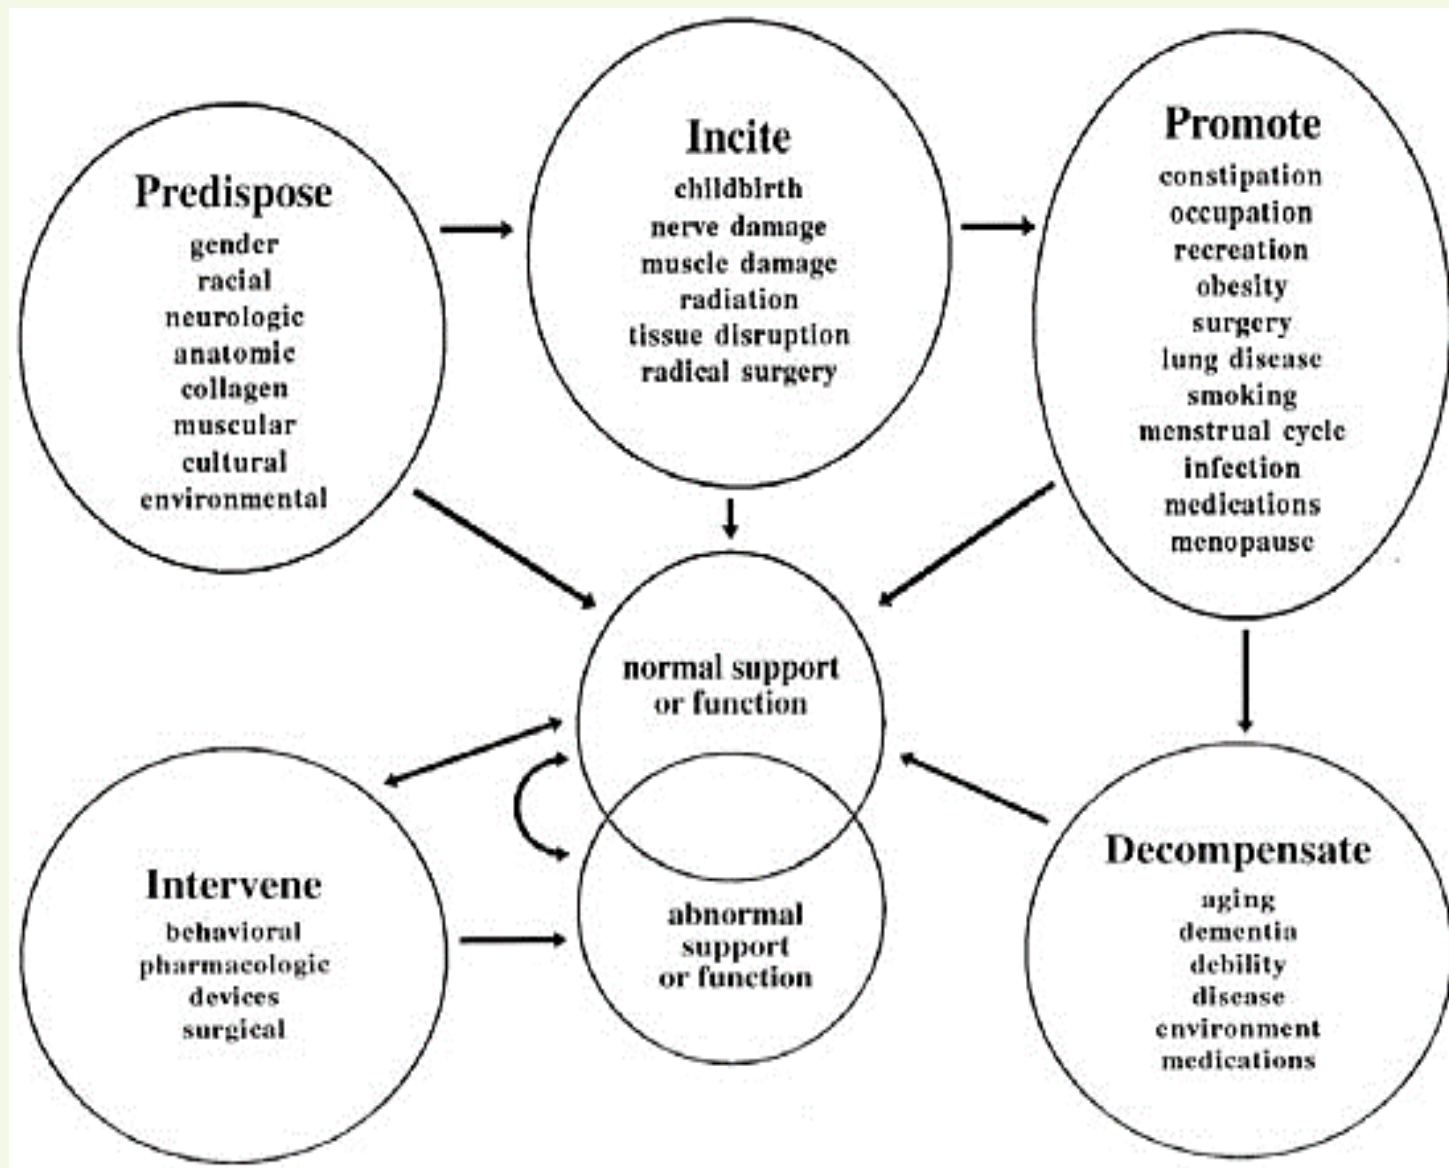 Predispose
gender
racial
neurologic
anatomic
collagen
muscular
cultural
environmental
Incite
childbirth
nerve damage
muscle damage
radiation
tissue disruption
radical surgery
Promote
constipation
occupation
recreation
obesity
surgery
lung disease
smoking
menstrual cycle
infection
medications
menopause
normal support
or function
abnormal
support
or function
Intervene
behavioral
pharmacologic
devices
surgical
Decompensate
aging
dementia
debility
disease
environment
medications